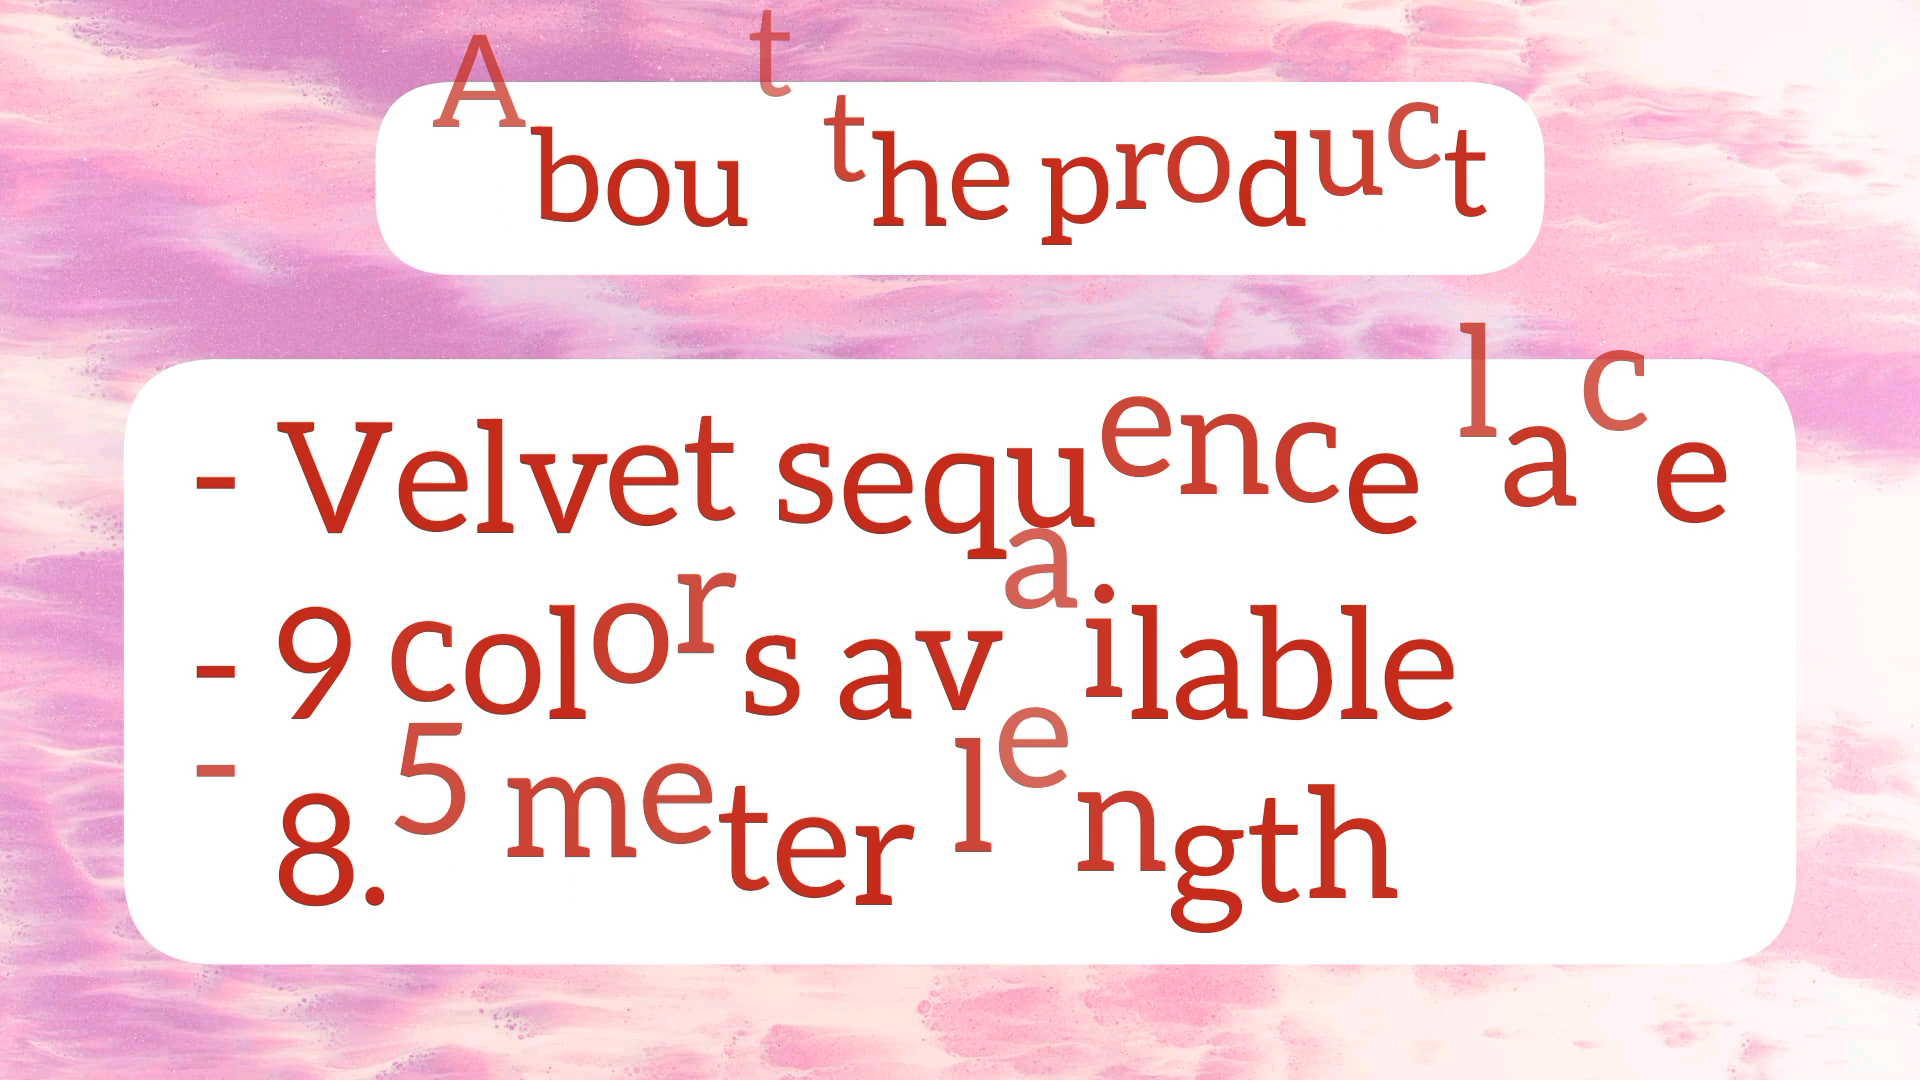 About the product
- Velvet sequence lace
- 9 colors available
- 8.5 meter length